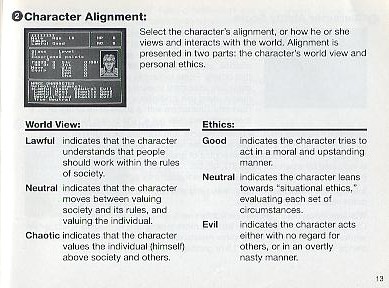 ❷Character Alignment:
Select the character's alignment, or how he or she
views and interacts with the world. Alignment is
presented in two parts: the character's world view and
personal ethics.
World View:
Lawful indicates that the character
understands that people
should work within the rules
of society.
Neutral indicates that the character
moves between valuing
society and its rules, and
valuing the individual.
Chaotic indicates that the character
values the individual (himself)
above society and others.
Ethics:
Good indicates the character tries to
act in a moral and upstanding
manner.
Neutral indicates the character leans
towards "situational ethics,"
evaluating each set of
circumstances.
Evil indicates the character acts
either with no regard for
others, or in an overtly
nasty manner.
13